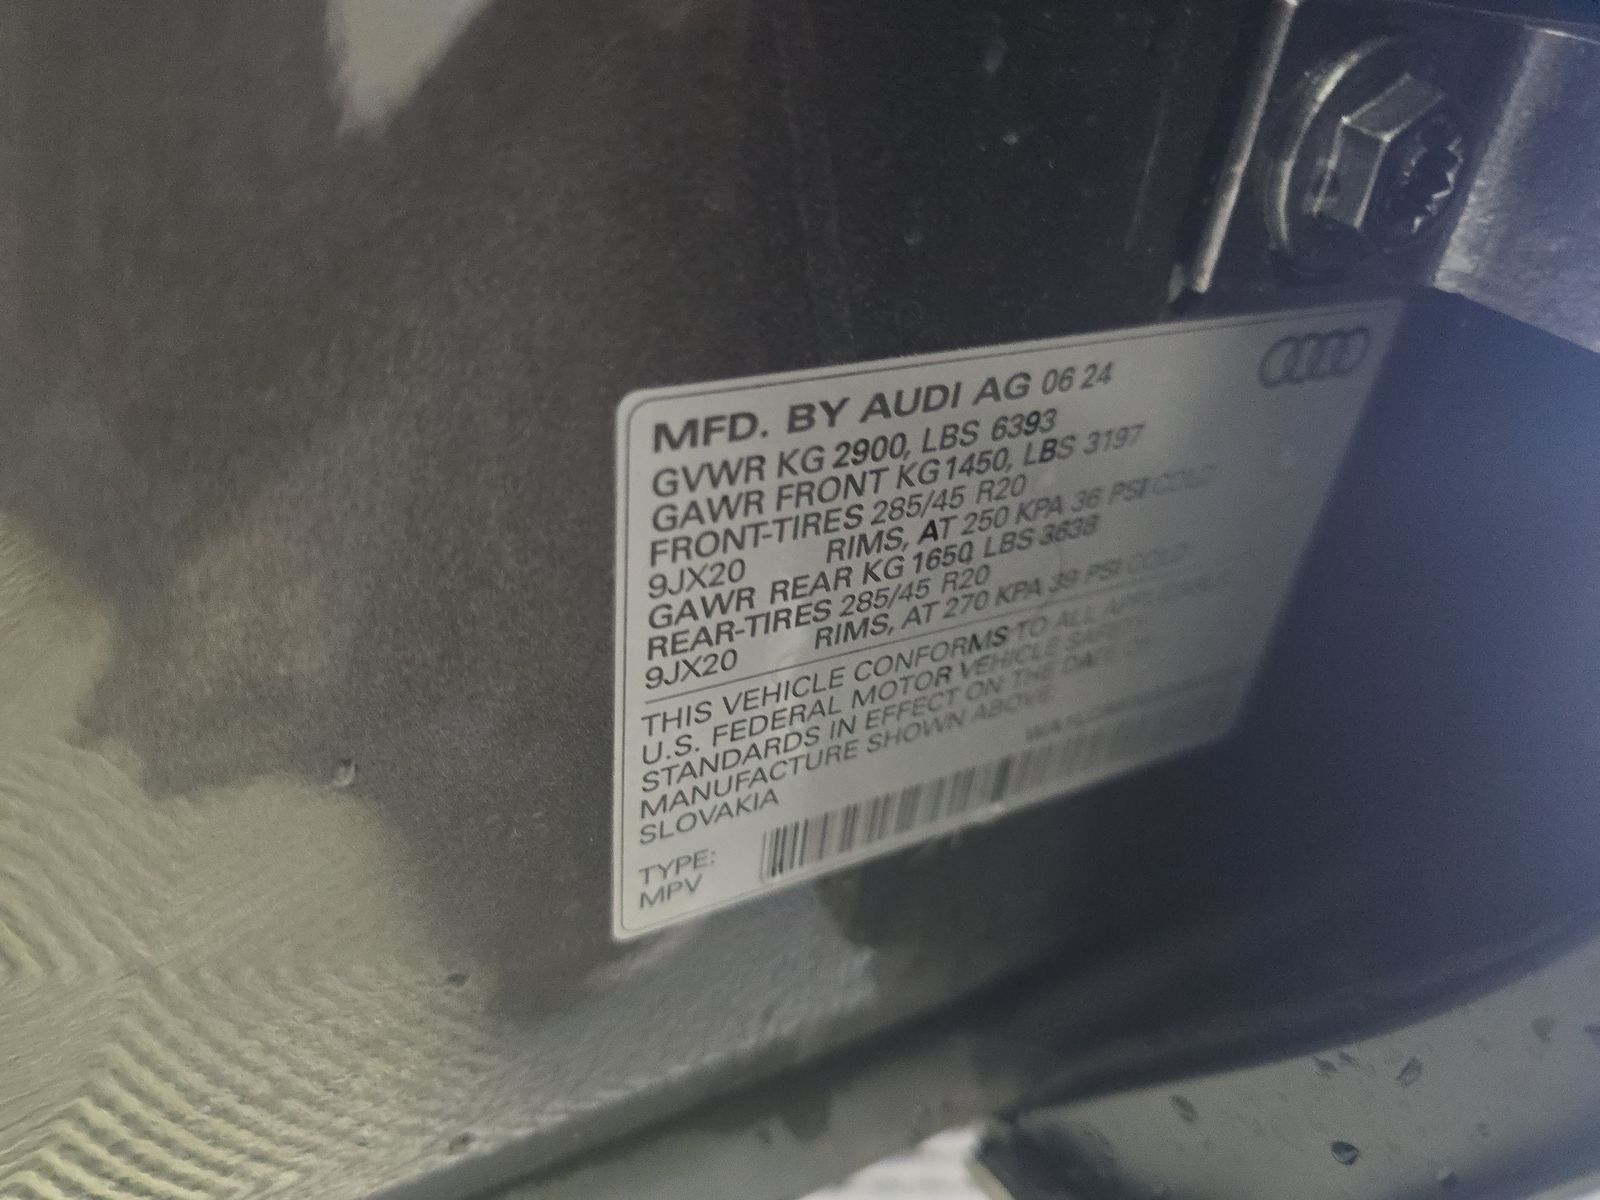 MFD. BY AUDI AG 06 24
GVWR KG 2900, LBS 6393
GAWR FRONT KG 1450, LBS 3197
FRONT-TIRES 285/45 R20
9JX20 RIMS, AT 250 KPA 36 PSI COLD
GAWR REAR KG 1650 LBS 3638
REAR-TIRES 285/45 R20
9JX20 RIMS, AT 270 KPA 39 PSI COLD
THIS VEHICLE CONFORMS TO ALL
U.S. FEDERAL MOTOR VEHICLE SAFETY
STANDARDS IN EFFECT ON THE DATE OF
MANUFACTURE SHOWN ABOVE.
SLOVAKIA
TYPE:
MPV